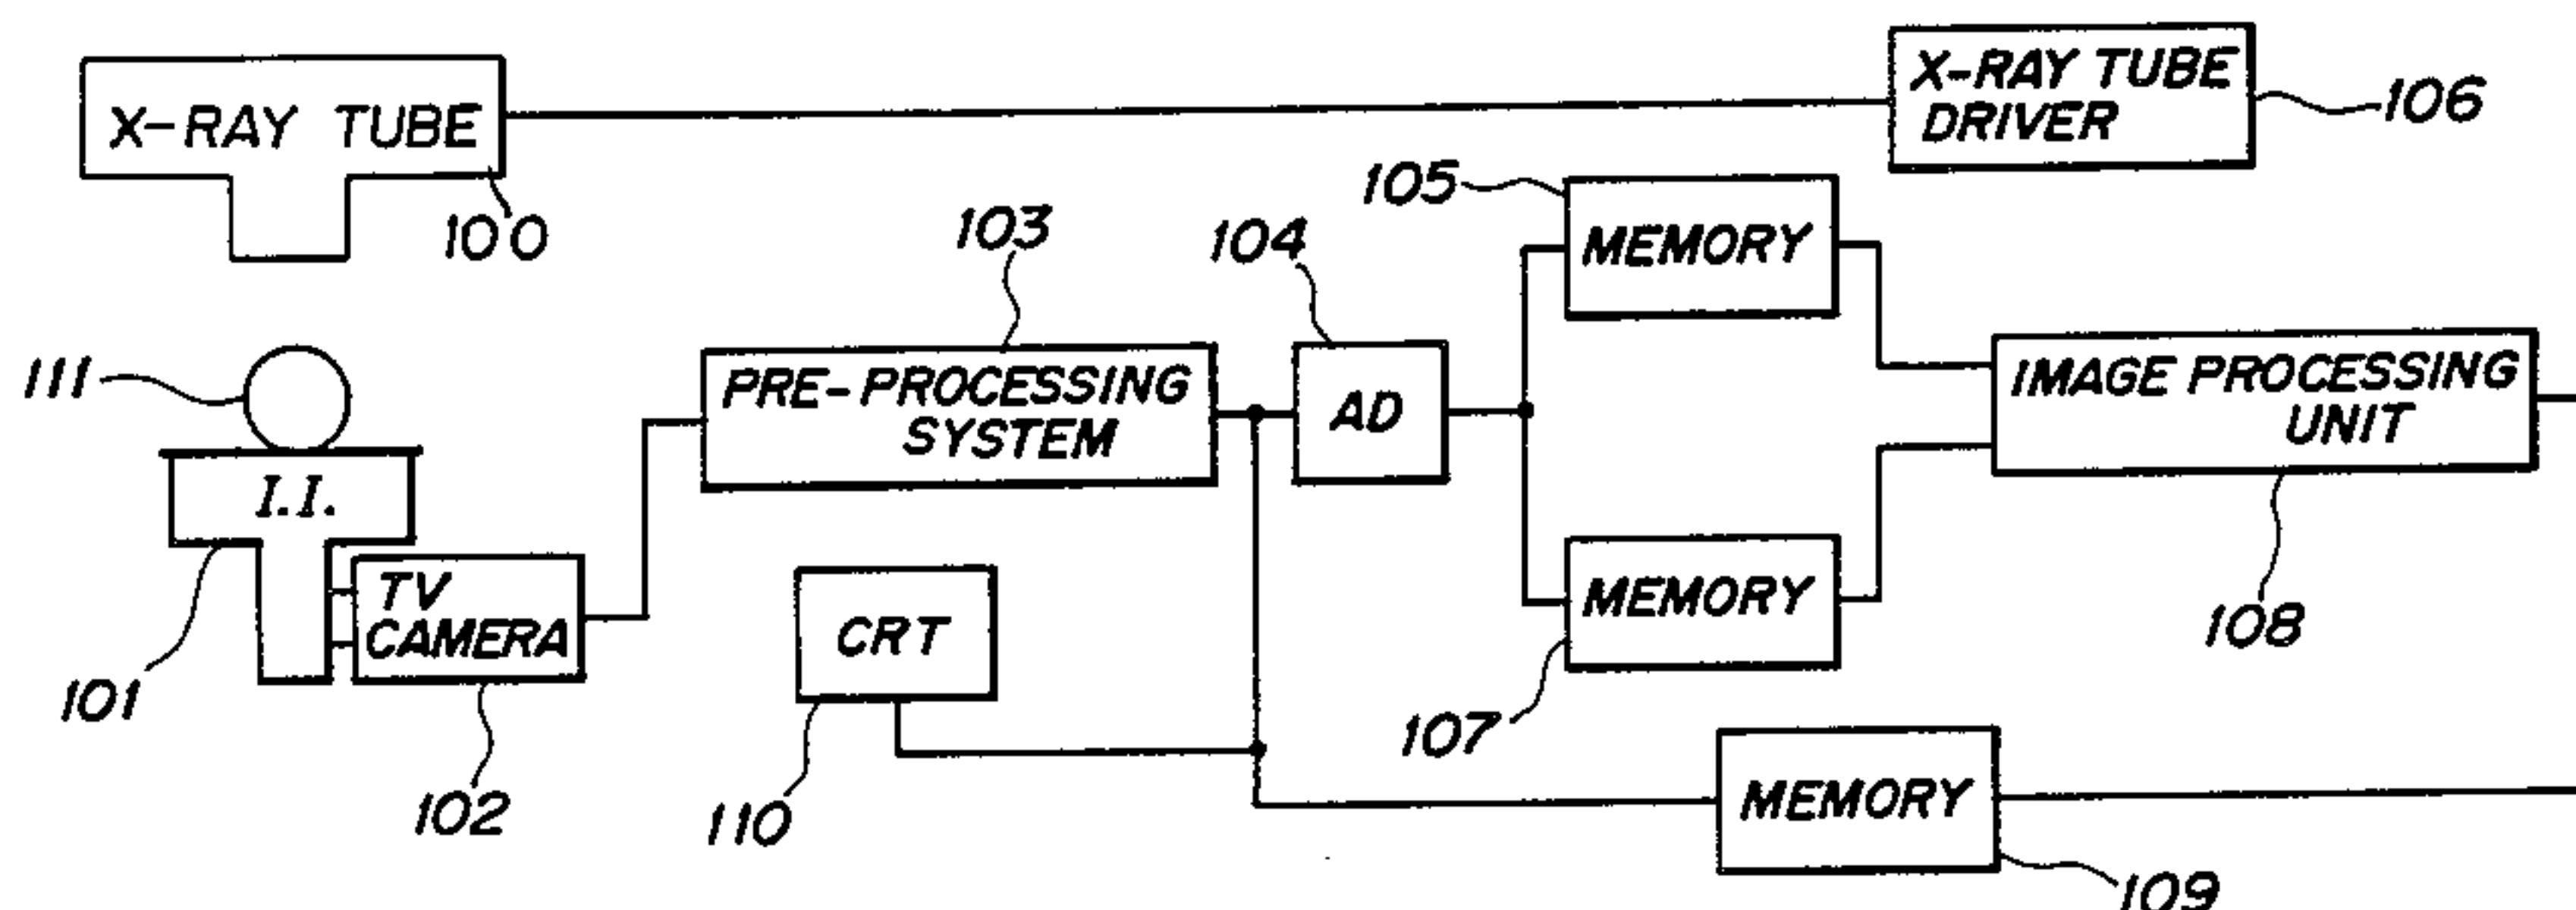 X-RAY TUBE
100
X-RAY TUBE
DRIVER
106
105
MEMORY
103
104
111
PRE-PROCESSING
SYSTEM
AD
IMAGE PROCESSING
UNIT
I.I.
101
TV
CAMERA
102
CRT
110
MEMORY
107
108
MEMORY
109